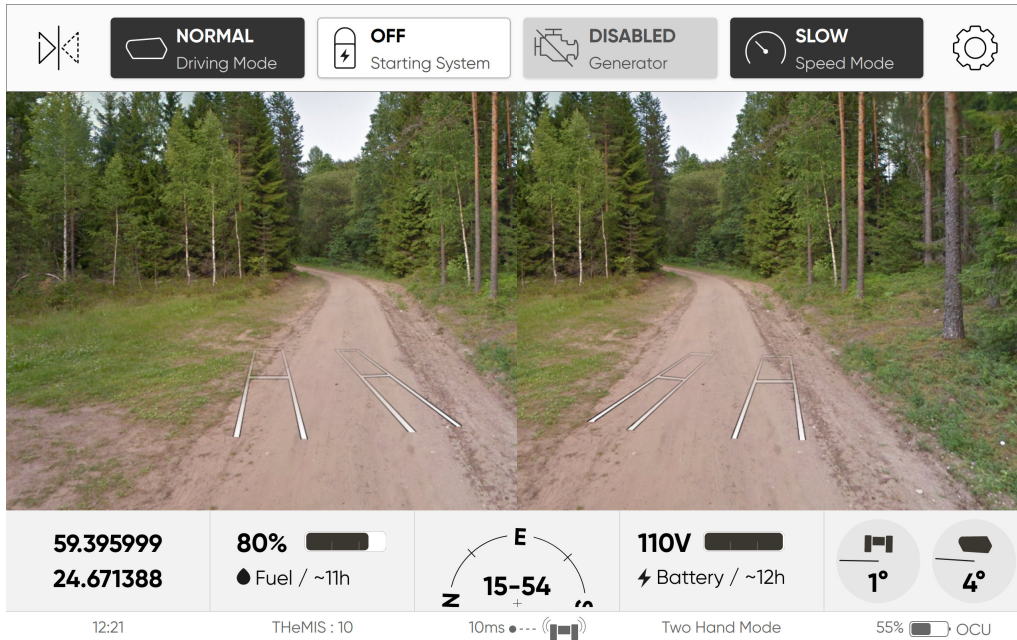 NORMAL
Driving Mode
OFF
Starting System
DISABLED
Generator
SLOW
Speed Mode
59.395999
24.671388
80%
Fuel / ~11h
E
15-54
N
S
110V
Battery / ~12h
1°
4°
12:21
THeMIS : 10
10ms
Two Hand Mode
55%
OCU